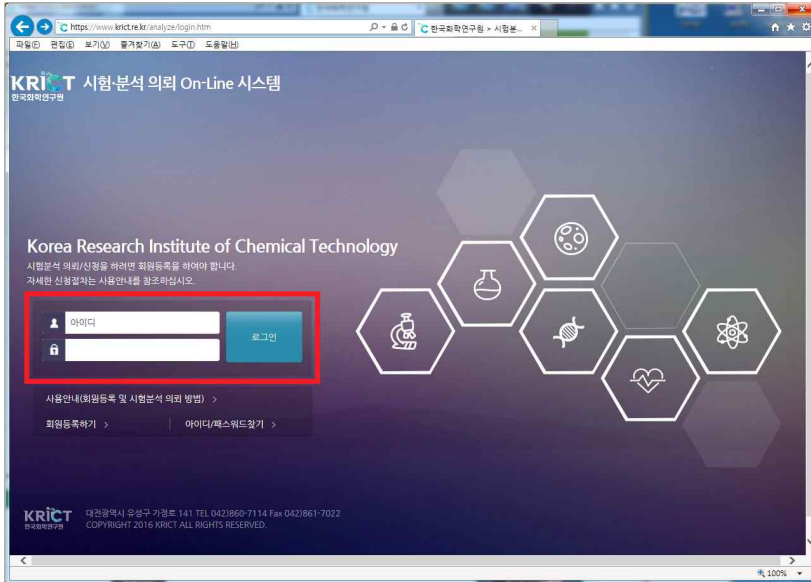 https://www.krict.re.kr/analyze/login.htm
한국화학연구원 > 시험분...
파일(F) 편집(E) 보기(V) 즐겨찾기(A) 도구(T) 도움말(H)
KRICT 시험·분석 의뢰 On-Line 시스템
한국화학연구원
Korea Research Institute of Chemical Technology
시험분석 의뢰/신청을 하려면 회원등록을 하여야 합니다.
자세한 신청절차는 사용안내를 참조하십시오.
아이디
로그인
사용안내(회원등록 및 시험분석 의뢰 방법) >
회원등록하기 > | 아이디/패스워드찾기 >
KRICT 대전광역시 유성구 가정로 141 TEL 042)860-7114 Fax 042)861-7022
한국화학연구원 COPYRIGHT 2016 KRICT ALL RIGHTS RESERVED.
100%